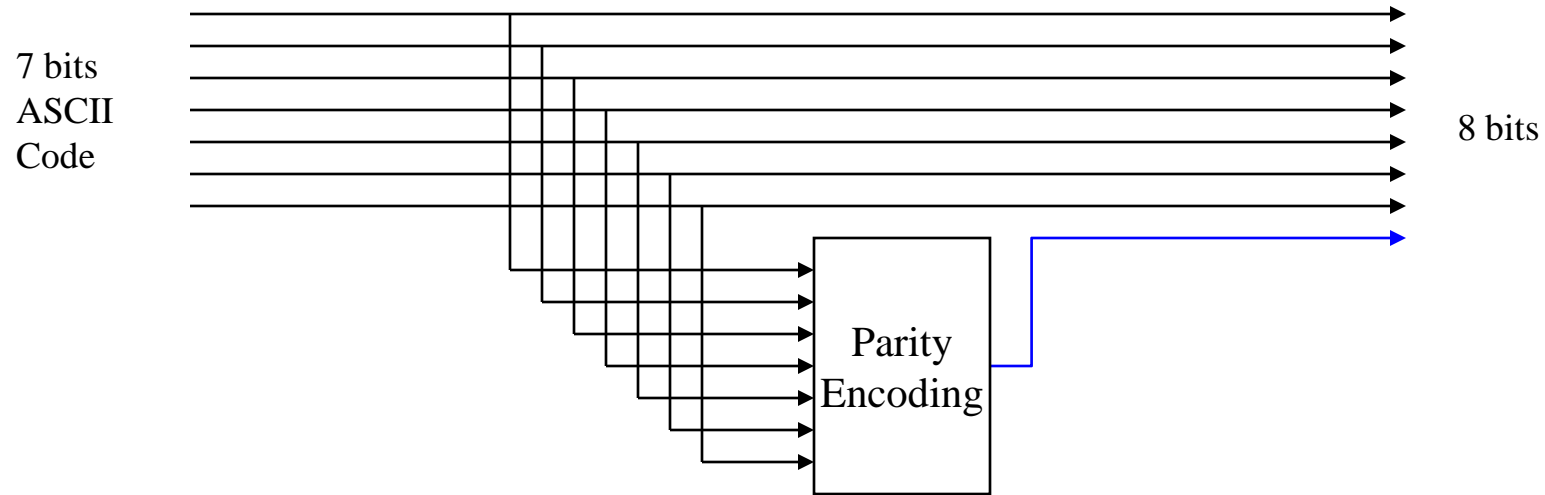 7 bits
ASCII
Code
8 bits
Parity
Encoding